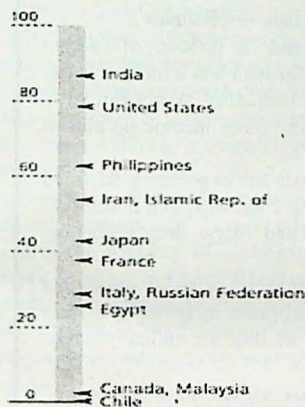 100
India
80
United States
Philippines
60
Iran, Islamic Rep. of
Japan
40
France
Italy, Russian Federation
Egypt
20
Canada, Malaysia
0
Chile